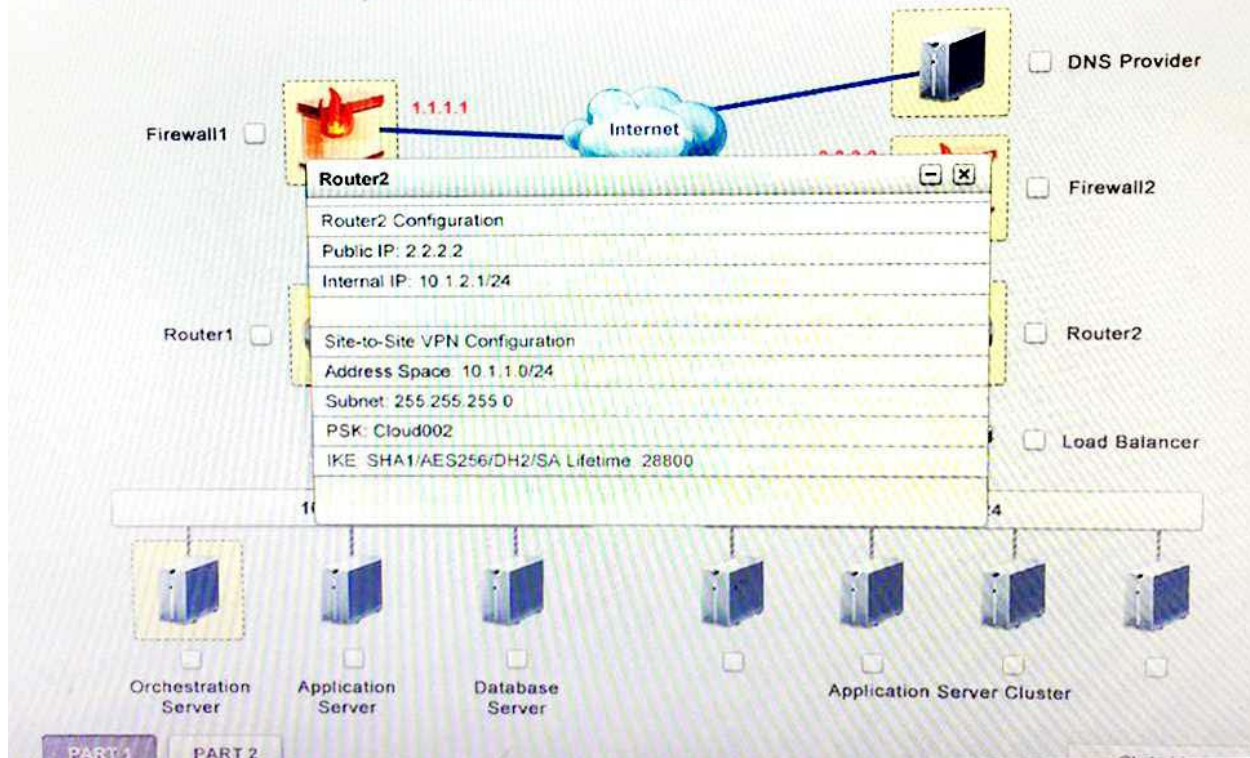 DNS Provider
1.1.1.1
Firewall1
Internet
Router2
Firewall2
Router2 Configuration
Public IP: 2.2.2.2
Internal IP: 10.1.2.1/24
Router1
Router2
Site-to-Site VPN Configuration
Address Space: 10.1.1.0/24
Subnet: 255.255.255.0
PSK: Cloud002
Load Balancer
IKE: SHA1/AES256/DH2/SA Lifetime: 28800
Orchestration Server
Application Server
Database Server
Application Server Cluster
PART 1
PART 2